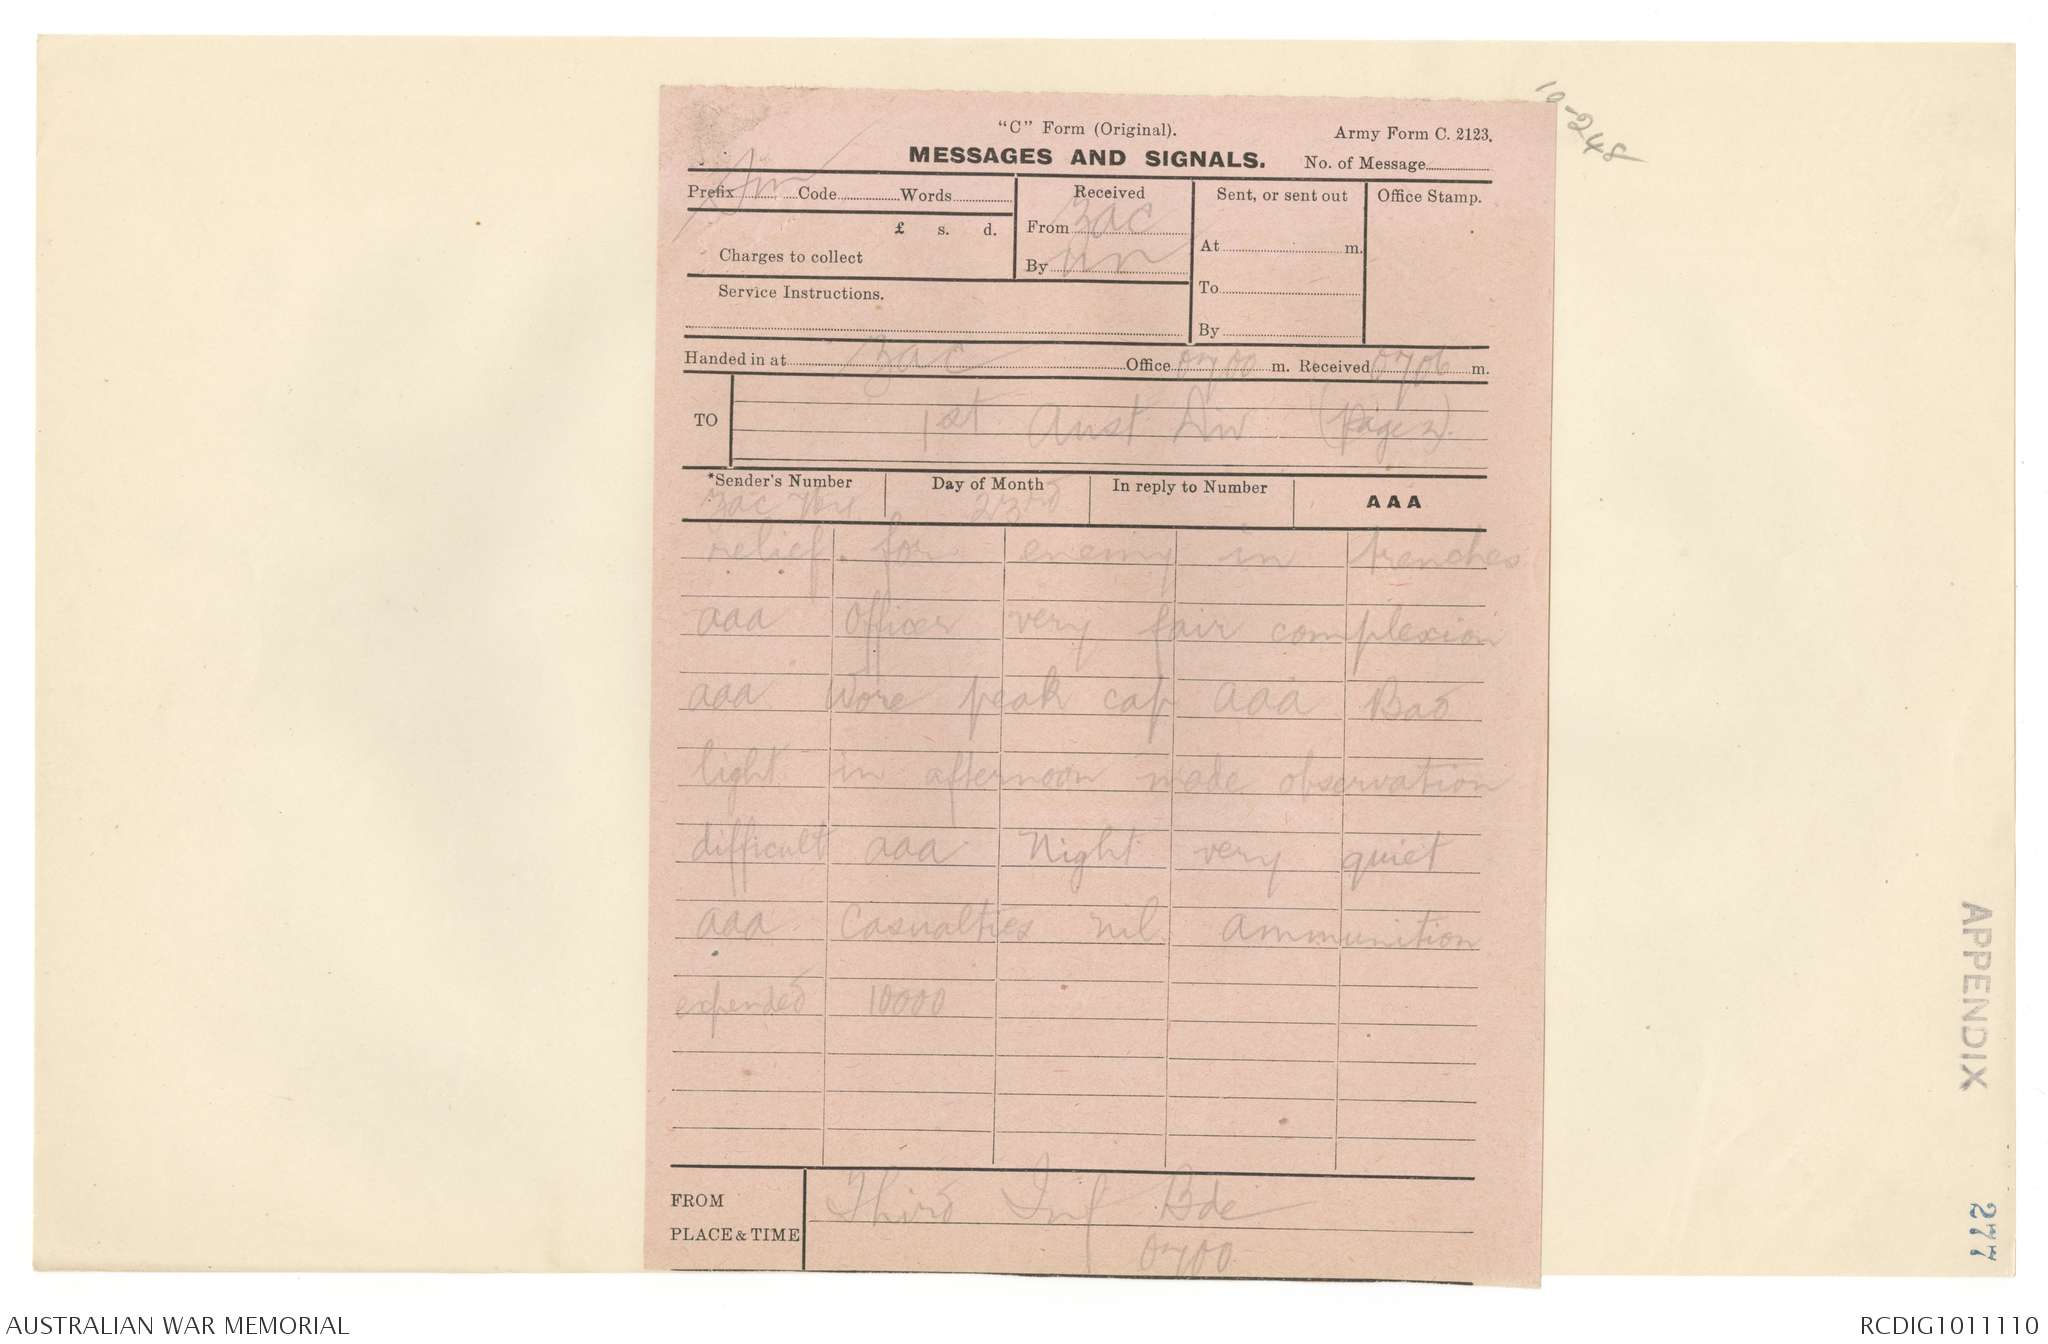 10-248
"C" Form (Original). Army Form C. 2123.
MESSAGES AND SIGNALS. No. of Message
Prefix Sm Code Words Received Sent, or sent out Office Stamp.
£ s. d. From Zac At m.
Charges to collect By To
Service Instructions. By
Handed in at Zac Office 0700 m. Received 0706 m.
TO 1st Aust Div (Page 2)
*Sender's Number Day of Month In reply to Number AAA
Zac 23rd
relief for enemy in trenches
aaa Officer very fair complexion
aaa Wore peak cap aaa Bad
light in afternoon made observation
difficult aaa Night very quiet
aaa Casualties nil ammunition
expended 10000
FROM Third Inf Bde
PLACE & TIME 0700
APPENDIX
277
AUSTRALIAN WAR MEMORIAL
RCDIG1011110